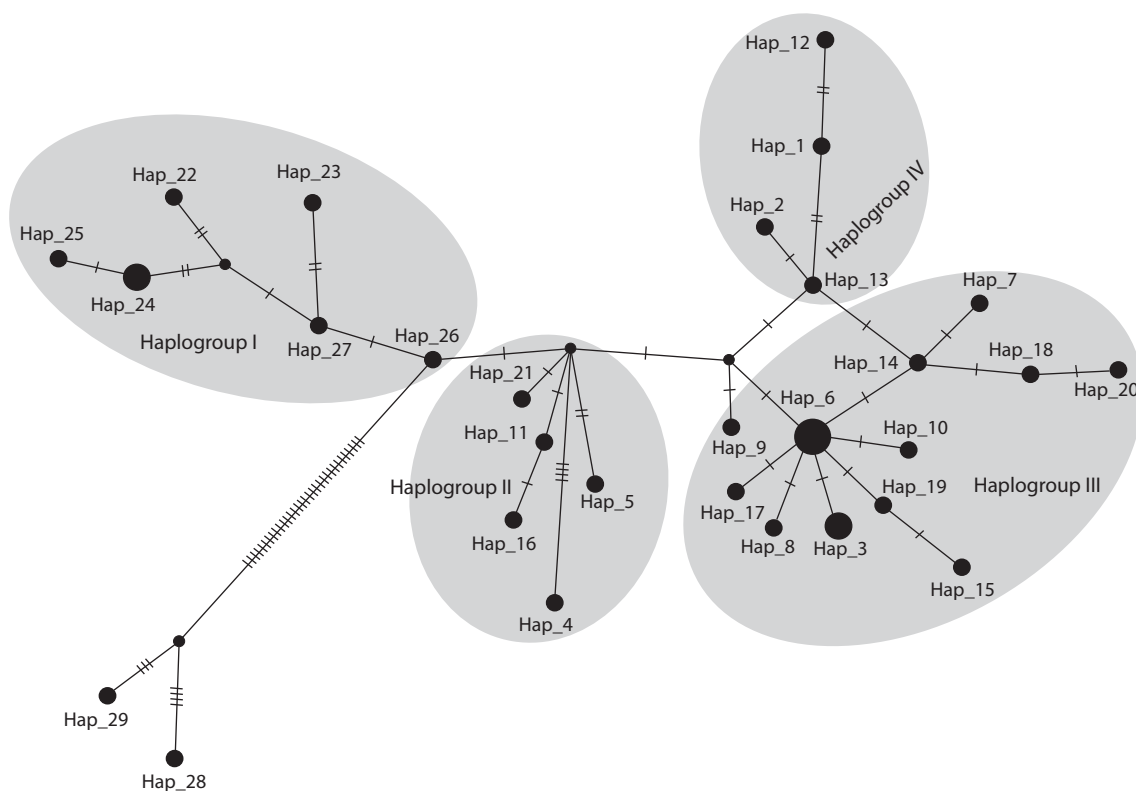 Hap_12
Hap_1
Hap_2
Haplogroup IV
Hap_13
Hap_22
Hap_23
Hap_25
Hap_24
Haplogroup I
Hap_27
Hap_26
Hap_7
Hap_14
Hap_18
Hap_20
Hap_21
Hap_6
Hap_11
Hap_9
Hap_10
Haplogroup II
Hap_5
Hap_17
Hap_19
Haplogroup III
Hap_16
Hap_8
Hap_3
Hap_15
Hap_4
Hap_29
Hap_28